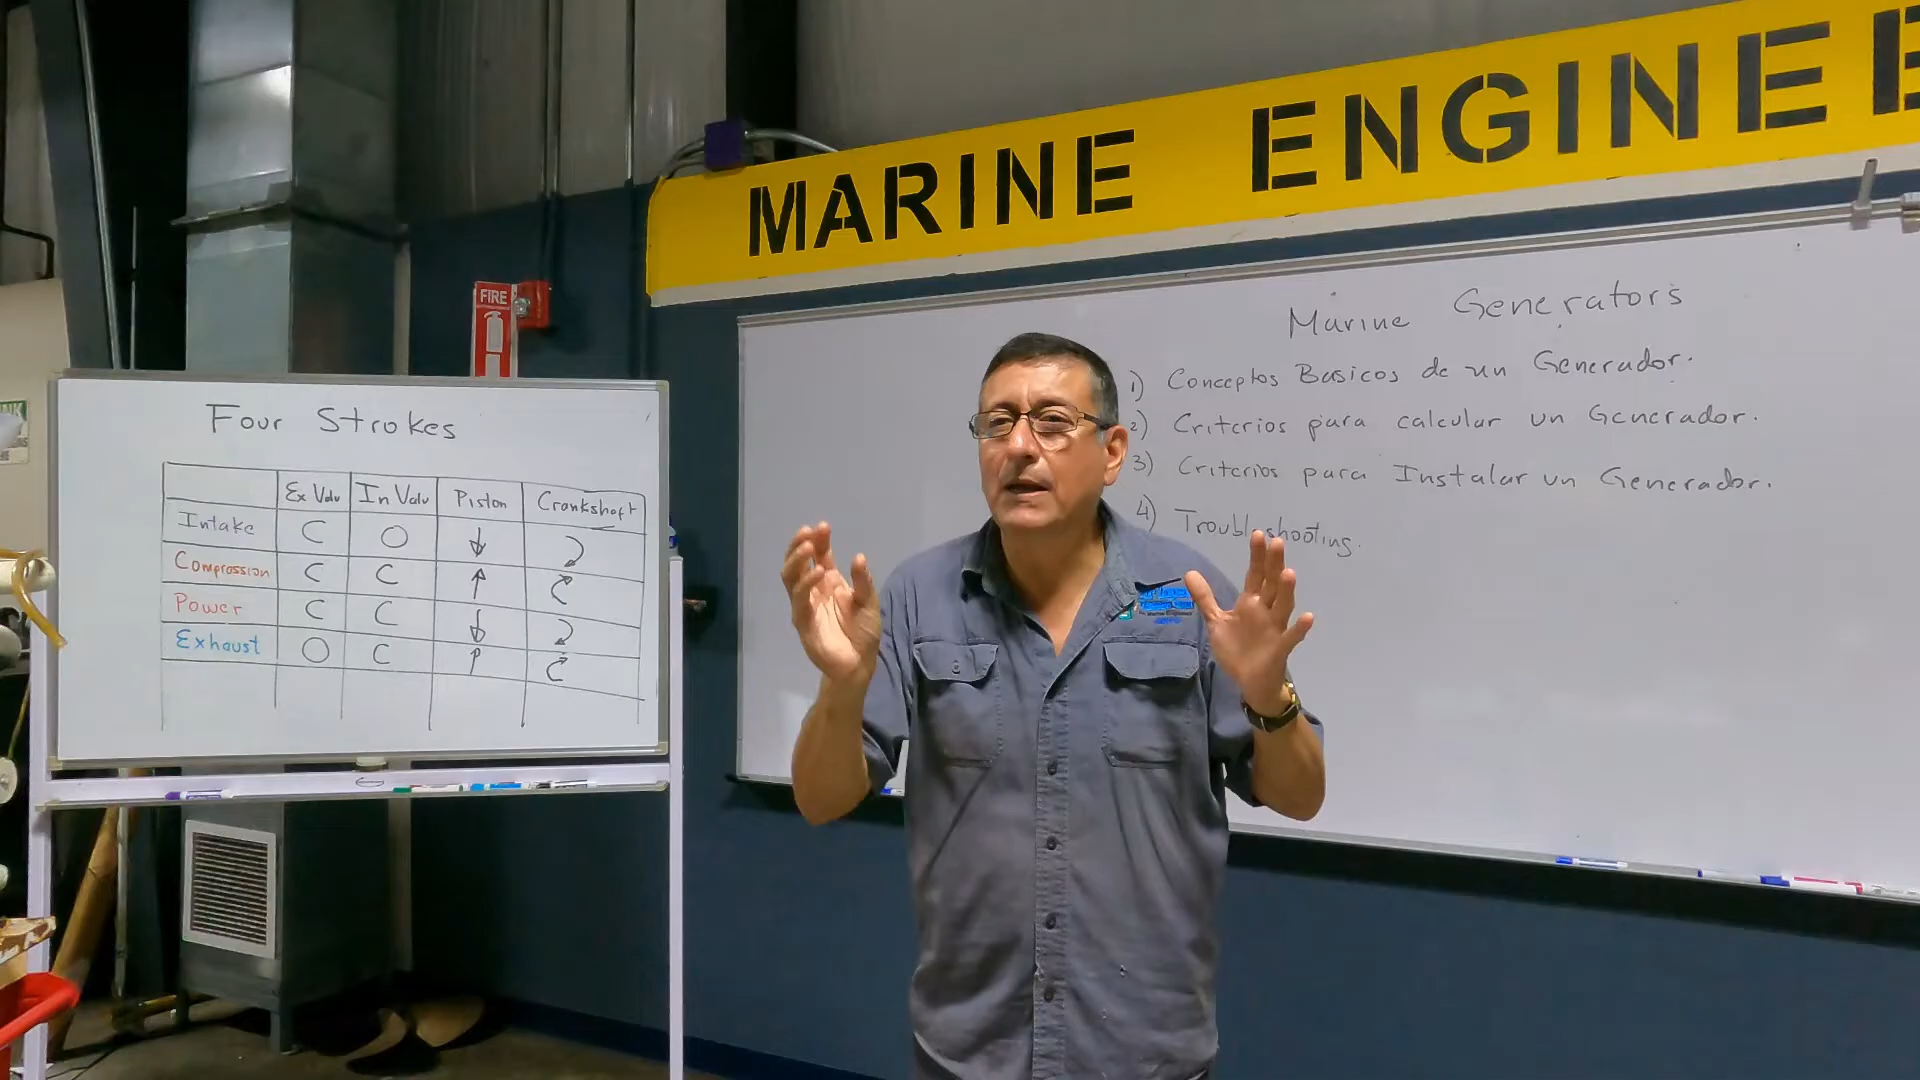 MARINE ENGINEE
FIRE
Four Strokes
Ex Valv In Valv Piston Crankshaft
Intake C O ↓
Compression C C ↑
Power C C ↓
Exhaust O C ↑
Marine Generators
1) Conceptos Basicos de un Generador.
2) Criterios para calcular un Generador.
3) Criterios para Instalar un Generador.
4) Troubleshooting.